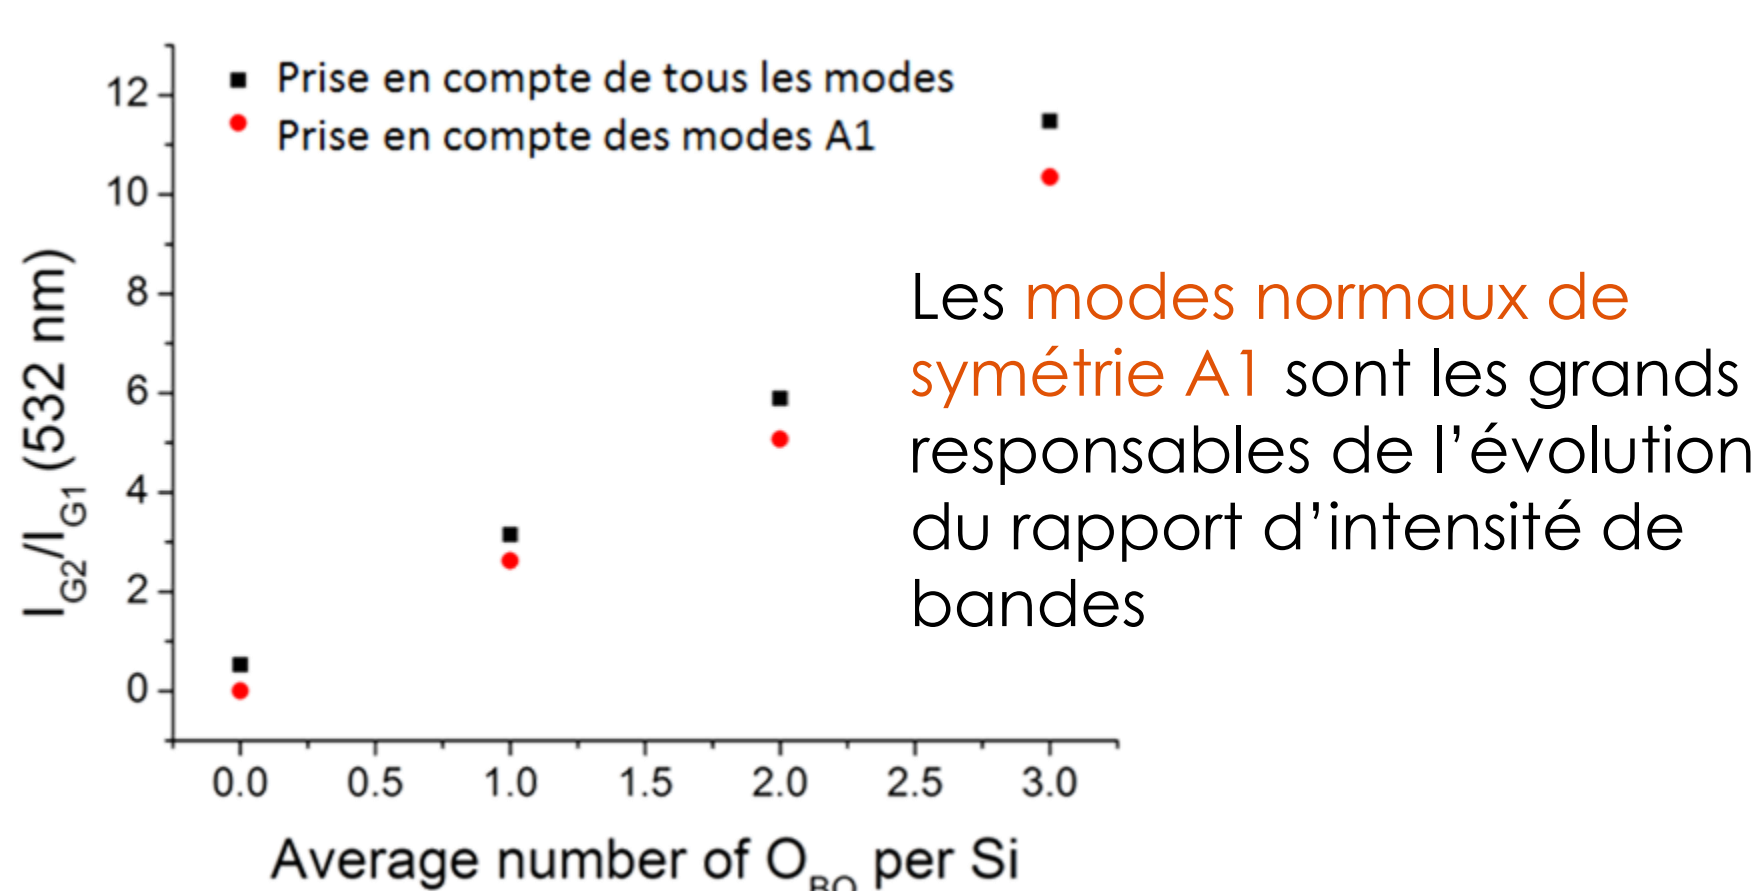 Prise en compte de tous les modes
Prise en compte des modes A1
12
10
8
6
4
2
0
I_G2/I_G1 (532 nm)
0.0 0.5 1.0 1.5 2.0 2.5 3.0
Average number of O_BO per Si
Les modes normaux de
symétrie A1 sont les grands
responsables de l’évolution
du rapport d’intensité de
bandes